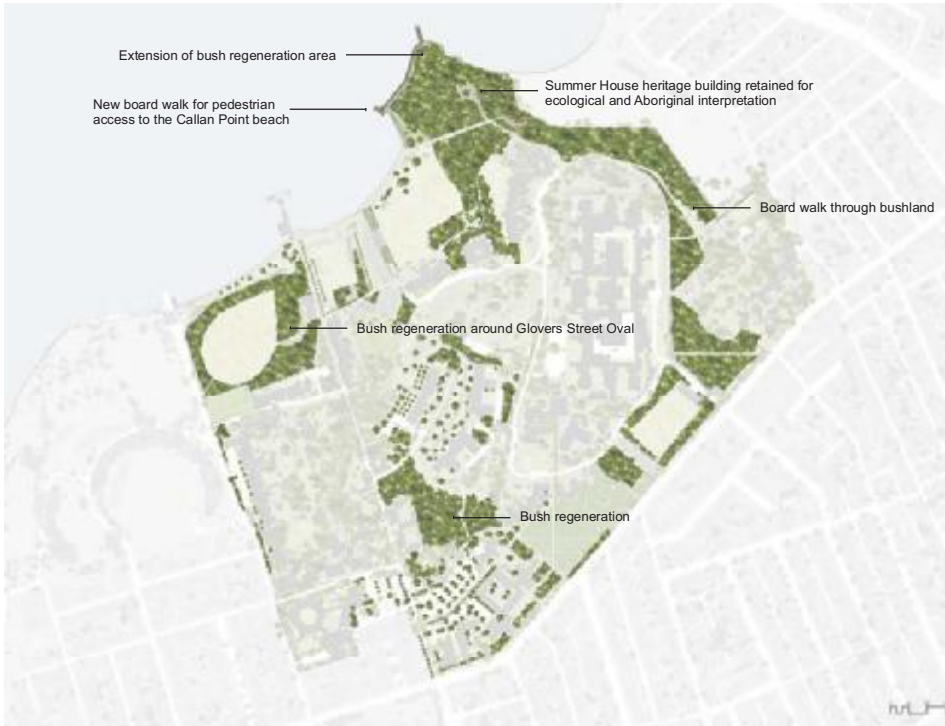 Extension of bush regeneration area
Summer House heritage building retained for
ecological and Aboriginal interpretation
New board walk for pedestrian
access to the Callan Point beach
Board walk through bushland
Bush regeneration around Glovers Street Oval
Bush regeneration